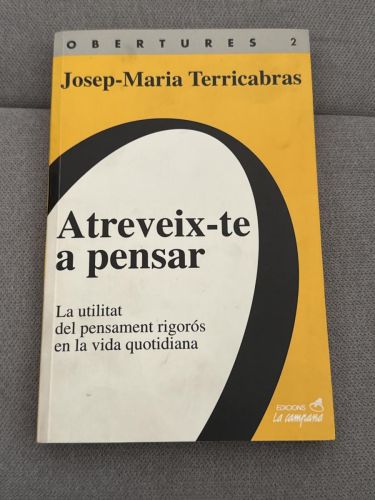 OBERTURES 2
Josep-Maria Terricabras
Atreveix-te
a pensar
La utilitat
del pensament rigorós
en la vida quotidiana
EDICIONS
La campana